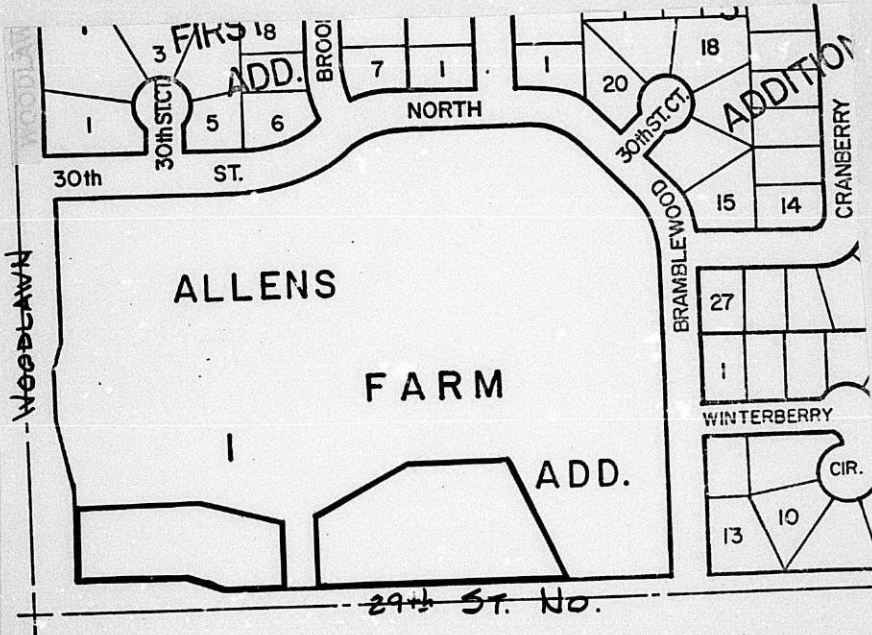 FIRST
ADD.
3
18
1
5
6
30th ST. CT.
7
1
1
20
18
ADDITION
CRANBERRY
30th ST.
NORTH
30th ST. CT.
15
14
BRAMBLEWOOD
WOODLAWN
WOODLAWN
ALLENS
FARM
ADD.
1
27
1
WINTERBERRY
CIR.
13
10
29th ST. No.